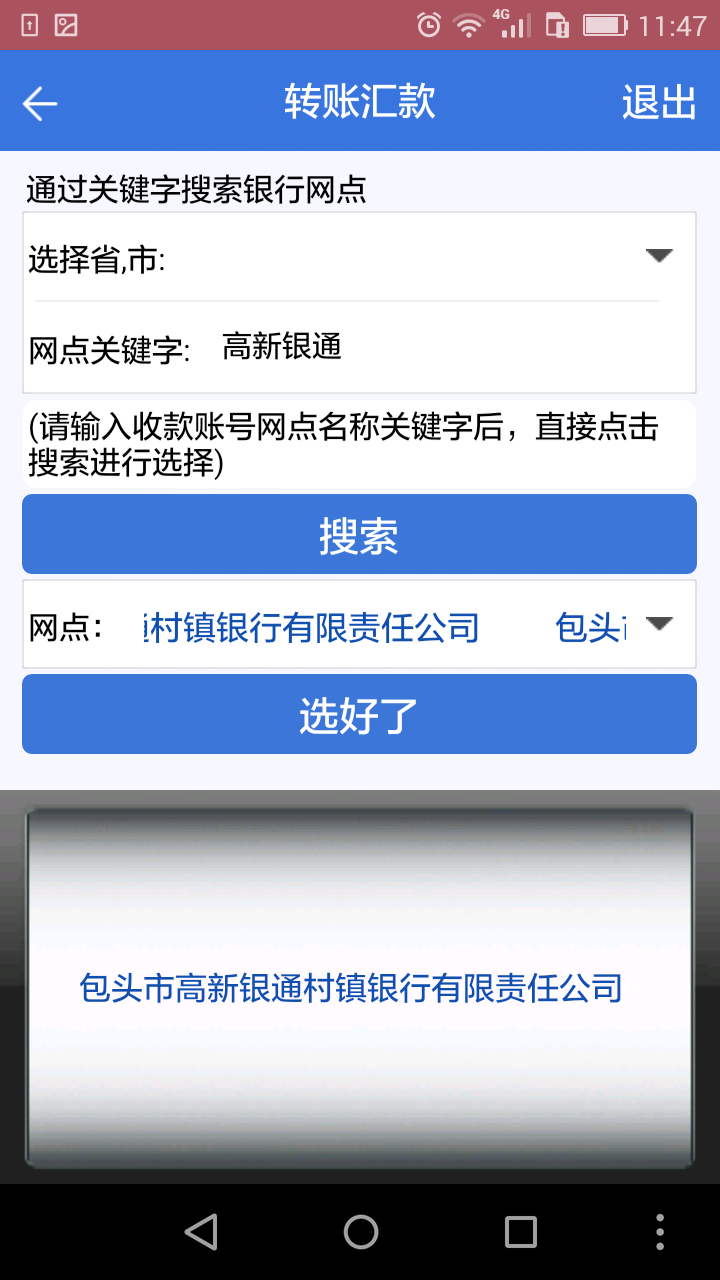 4G 11:47
转账汇款 退出
通过关键字搜索银行网点
选择省,市:
网点关键字: 高新银通
(请输入收款账号网点名称关键字后，直接点击
搜索进行选择)
搜索
网点： 村镇银行有限责任公司 包头
选好了
包头市高新银通村镇银行有限责任公司